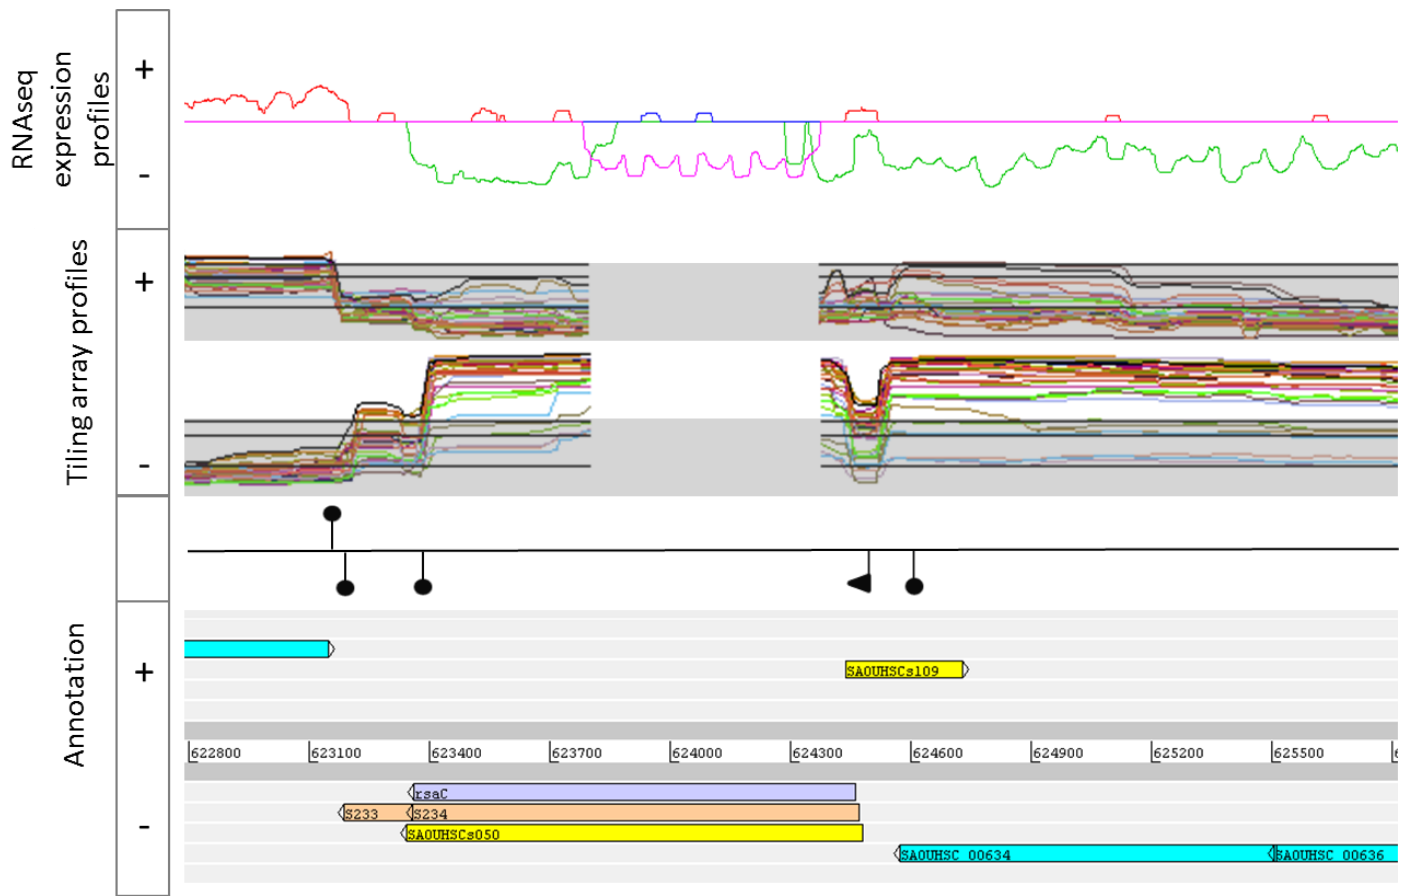 RNAseq
expression
profiles
+
-
Tiling array profiles
+
-
Annotation
+
SAOUHSCs109
622800 623100 623400 623700 624000 624300 624600 624900 625200 625500
-
rsaC
S233 S234
SAOUHSCs050
SAOUHSC_00634 SAOUHSC_00636